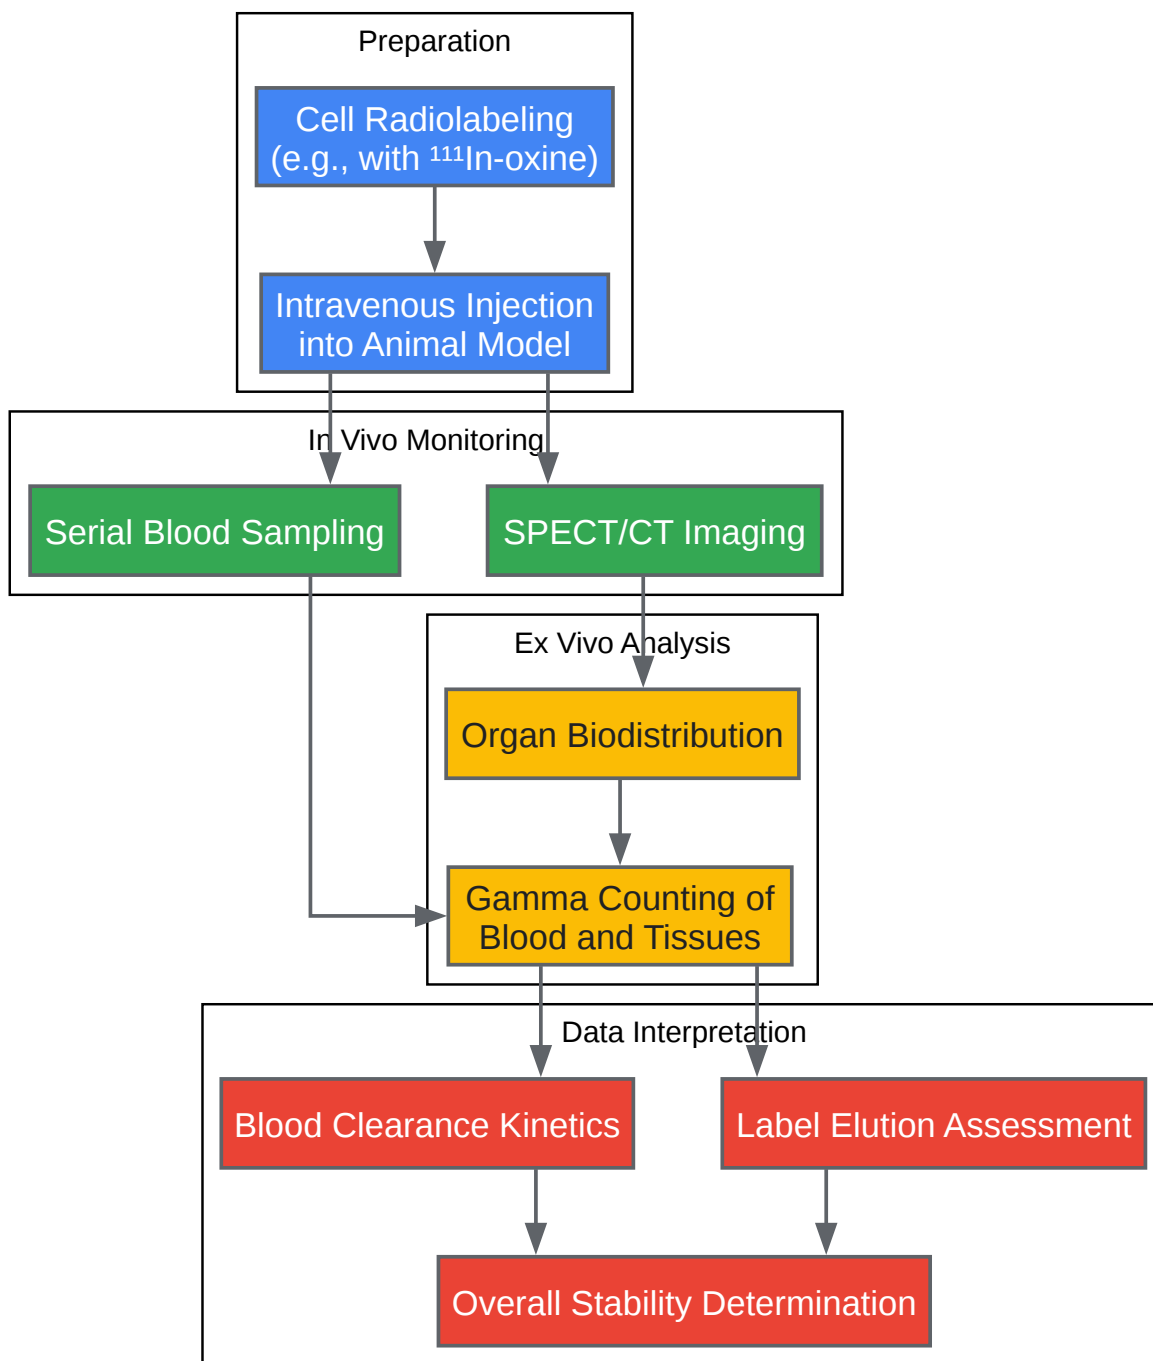 Preparation
Cell Radiolabeling
(e.g., with ¹¹¹In-oxine)
Intravenous Injection
into Animal Model
In Vivo Monitoring
Serial Blood Sampling
SPECT/CT Imaging
Ex Vivo Analysis
Organ Biodistribution
Gamma Counting of
Blood and Tissues
Data Interpretation
Blood Clearance Kinetics
Label Elution Assessment
Overall Stability Determination